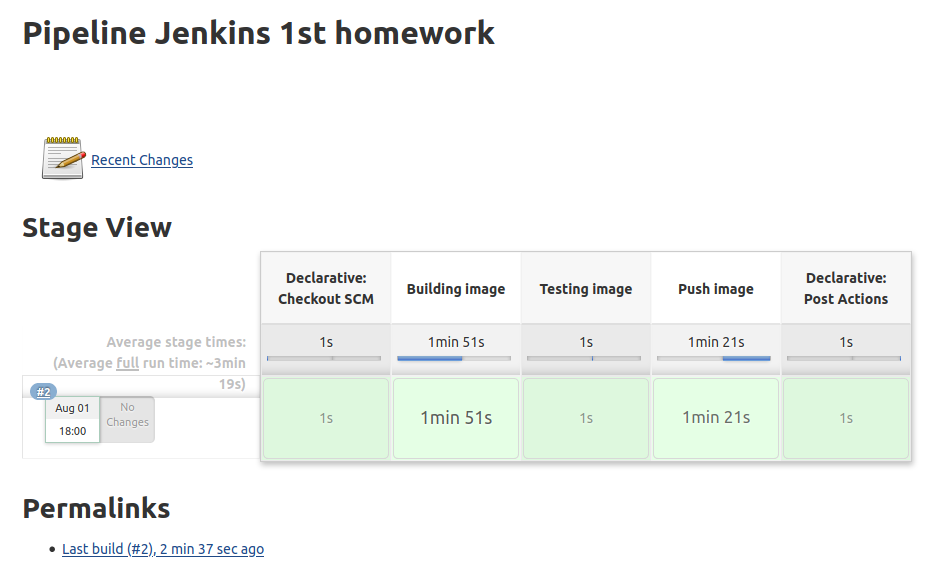 Pipeline Jenkins 1st homework
Recent Changes
Stage View
Declarative:
Checkout SCM
Building image
Testing image
Push image
Declarative:
Post Actions
Average stage times:
(Average full run time: ~3min
19s)
1s
1min 51s
1s
1min 21s
1s
#2
Aug 01
18:00
No
Changes
1s
1min 51s
1s
1min 21s
1s
Permalinks
Last build (#2), 2 min 37 sec ago